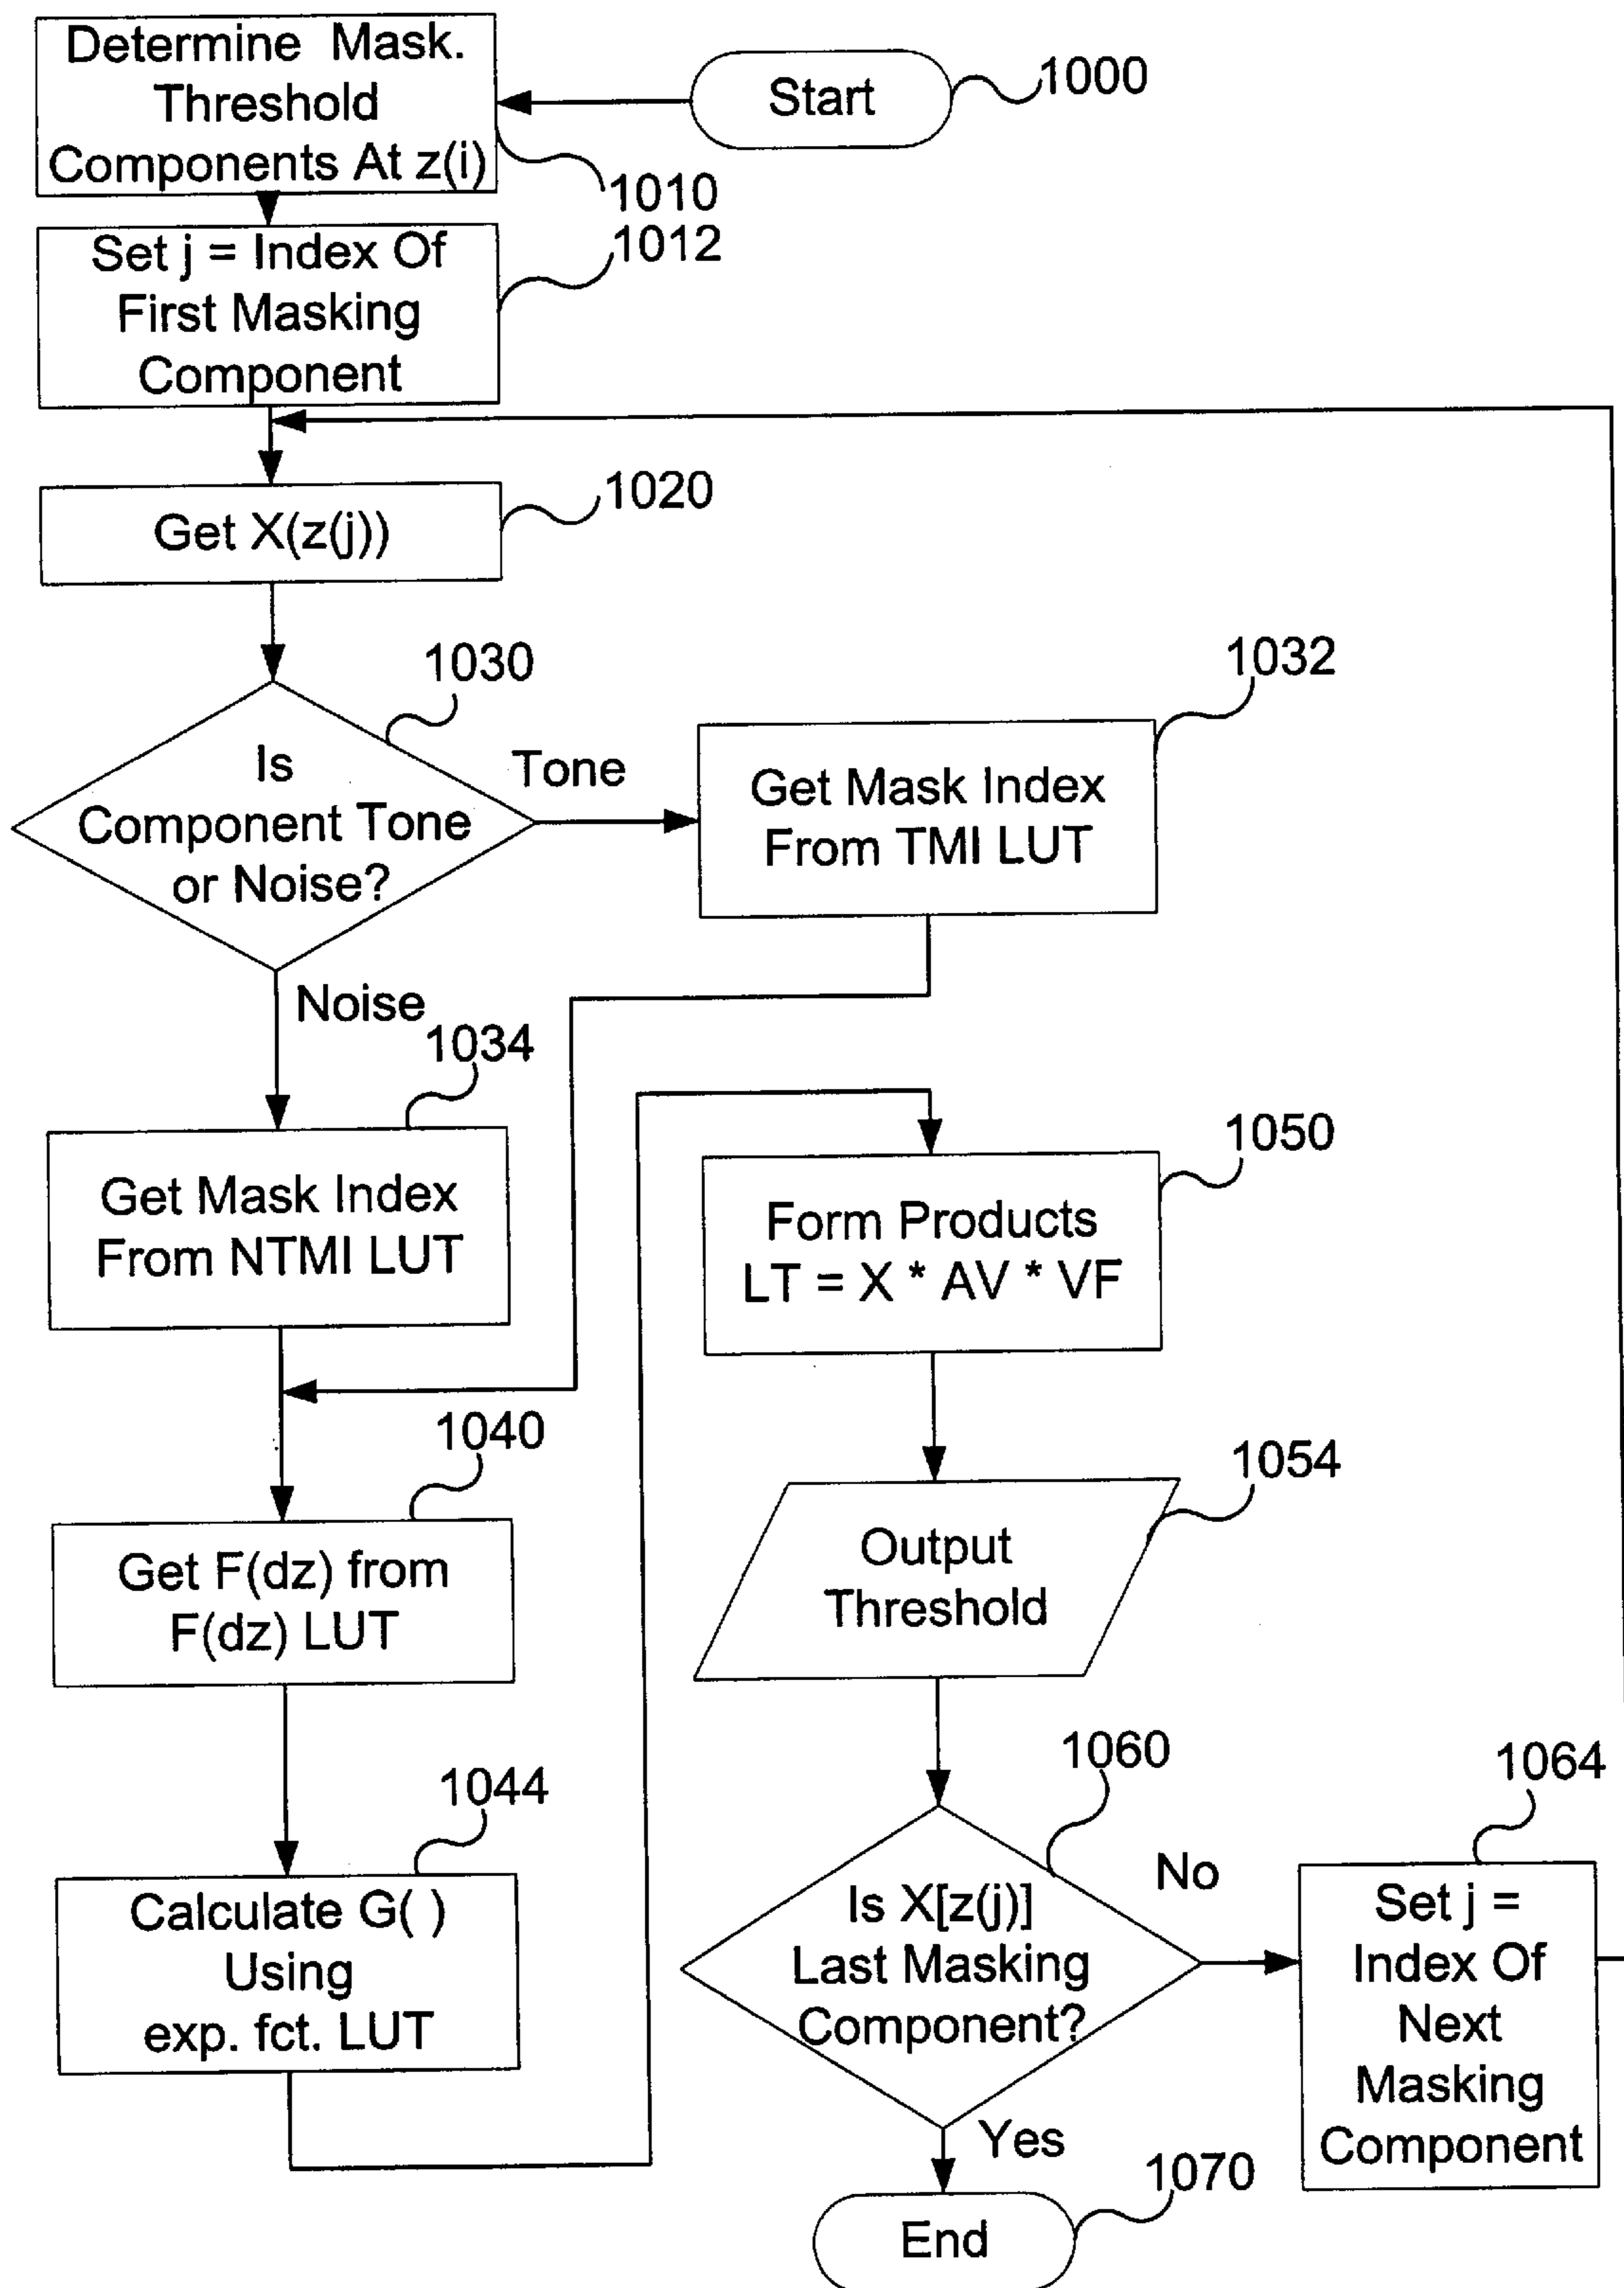 Determine Mask.
Threshold
Components At z(i)
Start
1000
1010
Set j = Index Of
First Masking
Component
1012
Get X(z(j))
1020
1030
Is
Component Tone
or Noise?
Tone
Noise
1032
Get Mask Index
From TMI LUT
1034
Get Mask Index
From NTMI LUT
1040
Get F(dz) from
F(dz) LUT
1044
Calculate G( )
Using
exp. fct. LUT
1050
Form Products
LT = X * AV * VF
1054
Output
Threshold
1060
Is X[z(j)]
Last Masking
Component?
No
Yes
1064
Set j =
Index Of
Next
Masking
Component
1070
End